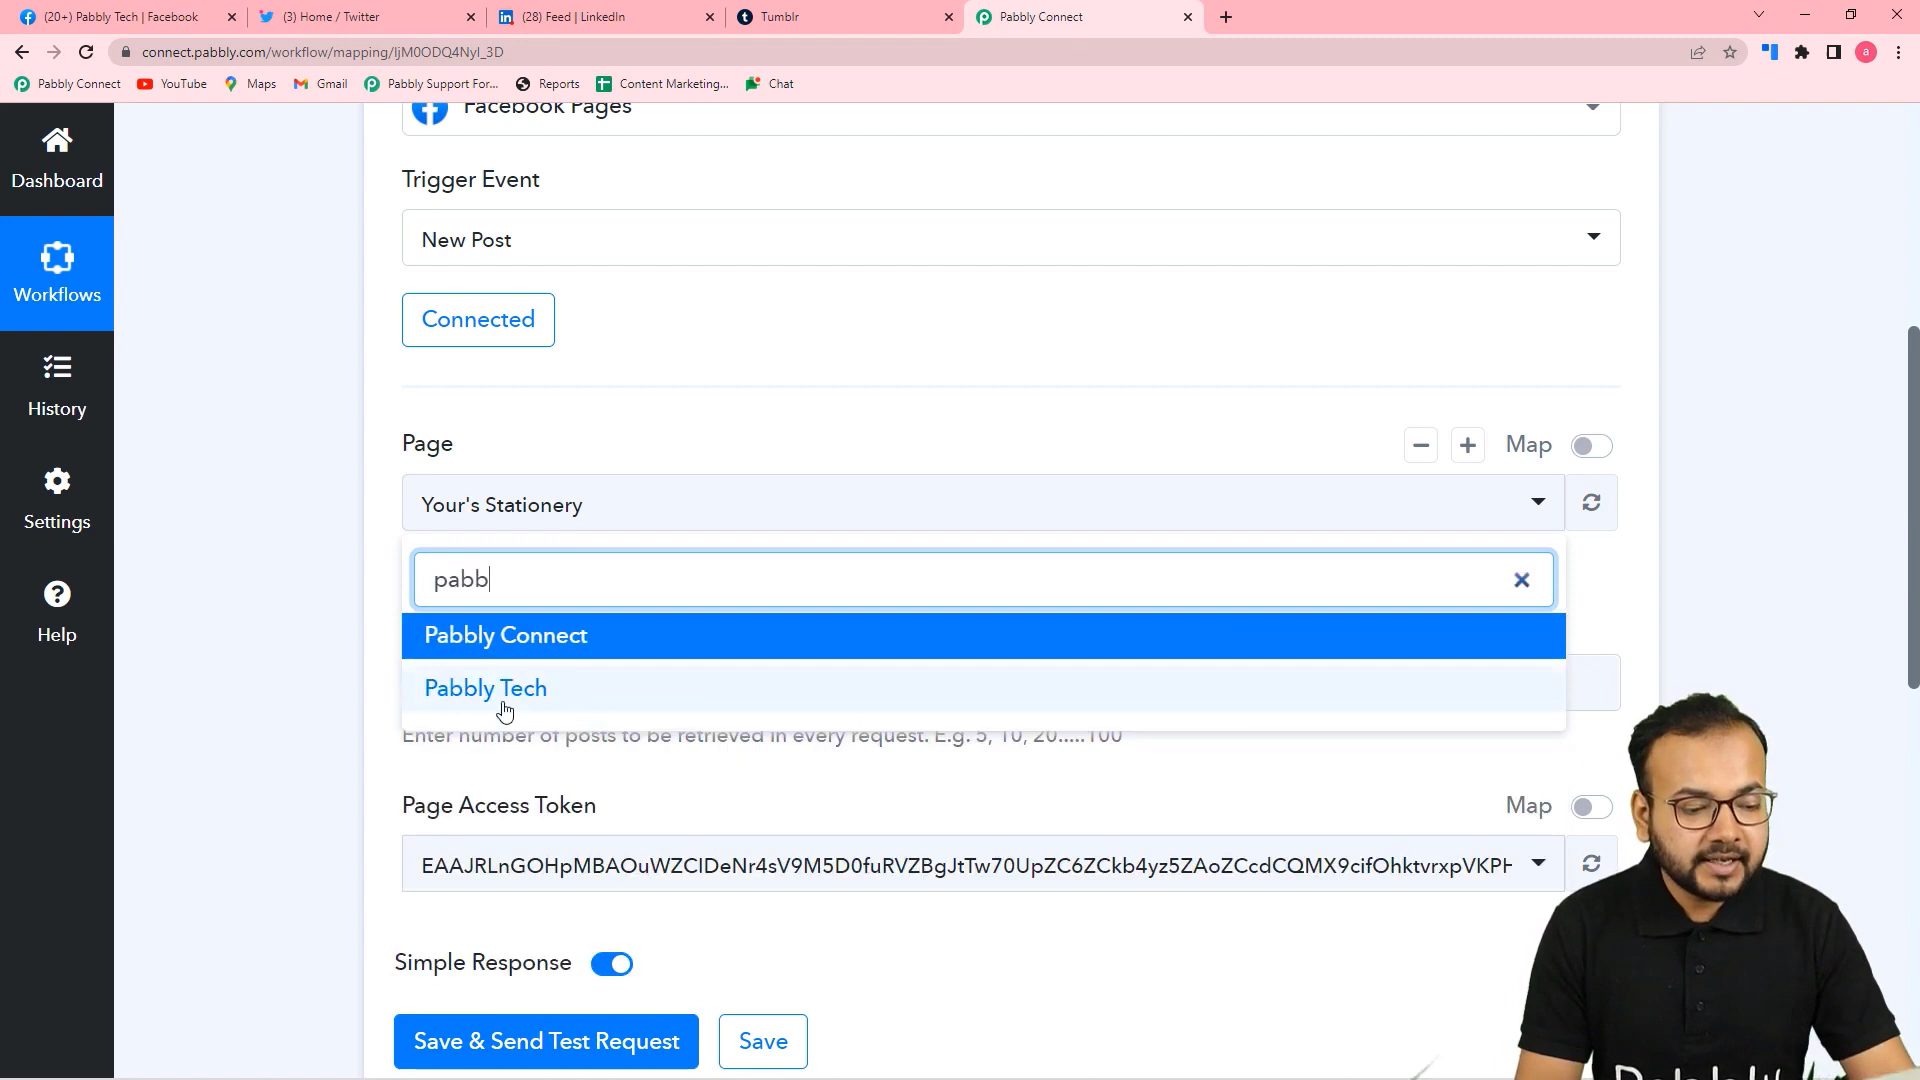 (20+) Pabbly Tech | Facebook
(3) Home / Twitter
(28) Feed | LinkedIn
Tumblr
Pabbly Connect
connect.pabbly.com/workflow/mapping/IjM0ODQ4NyI_3D
a
Pabbly Connect
YouTube
Maps
Gmail
Pabbly Support For...
Reports
Content Marketing...
Chat
Dashboard
Workflows
History
Settings
Help
Facebook Pages
Trigger Event
New Post
Connected
Page
Map
Your's Stationery
pabb
Pabbly Connect
Pabbly Tech
Enter number of posts to be retrieved in every request. E.g. 5, 10, 20.....100
Page Access Token
Map
EAAJRLnGOHpMBAOuWZCIDeNr4sV9M5D0fuRVZBgJtTw70UpZC6ZCkb4yz5ZAoZCcdCQMX9cifOhktvrxpVKPH
Simple Response
Save & Send Test Request
Save